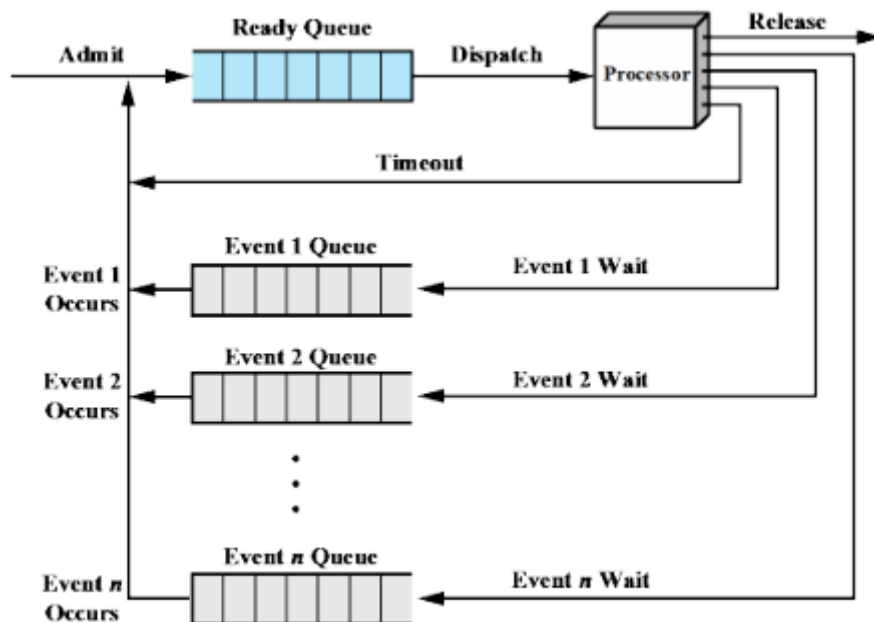 Ready Queue
Release
Admit
Dispatch
Processor
Timeout
Event 1 Queue
Event 1
Occurs
Event 1 Wait
Event 2 Queue
Event 2
Occurs
Event 2 Wait
Event n Queue
Event n
Occurs
Event n Wait